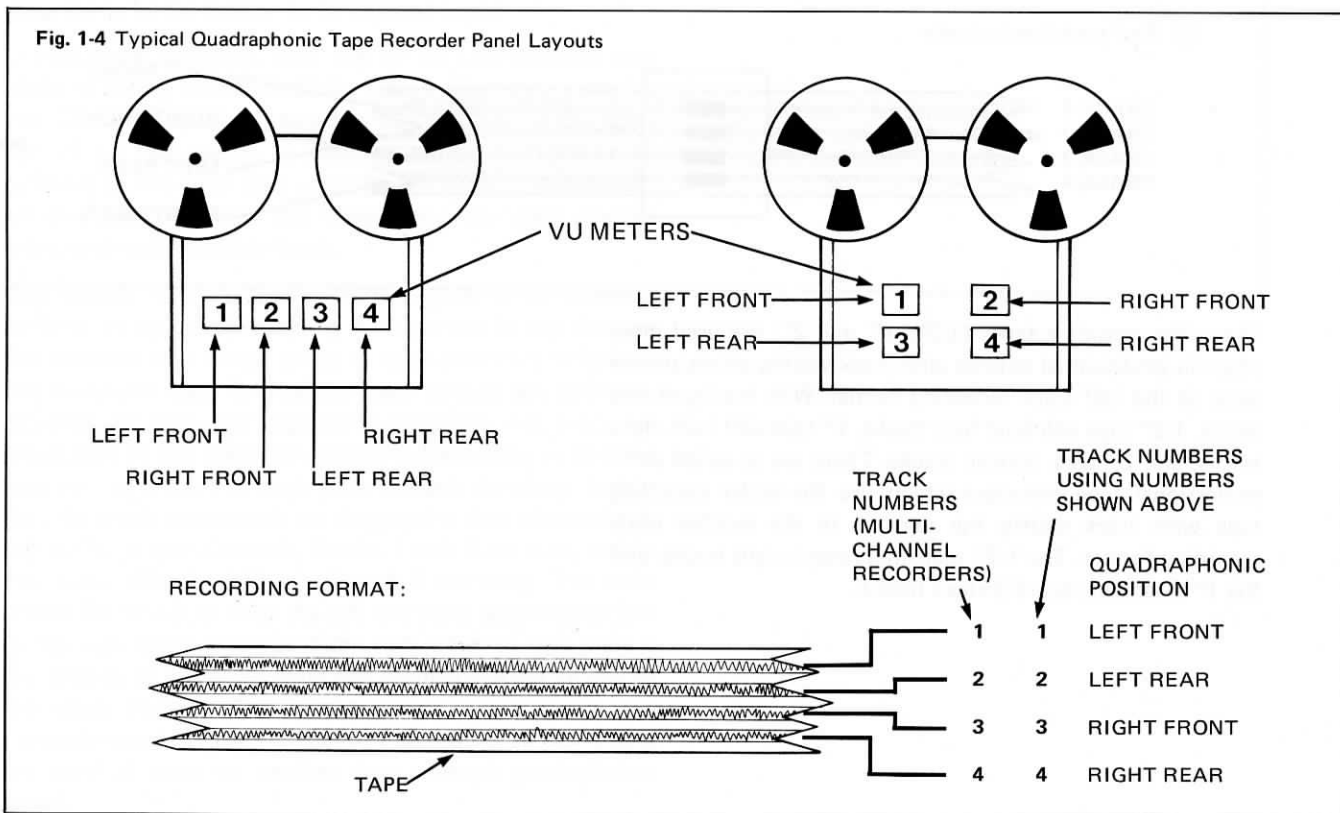 Fig. 1-4 Typical Quadraphonic Tape Recorder Panel Layouts
VU METERS
1 2 3 4
LEFT FRONT
RIGHT REAR
RIGHT FRONT
LEFT REAR
LEFT FRONT
1
2
RIGHT FRONT
LEFT REAR
3
4
RIGHT REAR
TRACK
NUMBERS
(MULTI-
CHANNEL
RECORDERS)
TRACK NUMBERS
USING NUMBERS
SHOWN ABOVE
QUADRAPHONIC
POSITION
RECORDING FORMAT:
1 1 LEFT FRONT
2 2 LEFT REAR
3 3 RIGHT FRONT
4 4 RIGHT REAR
TAPE